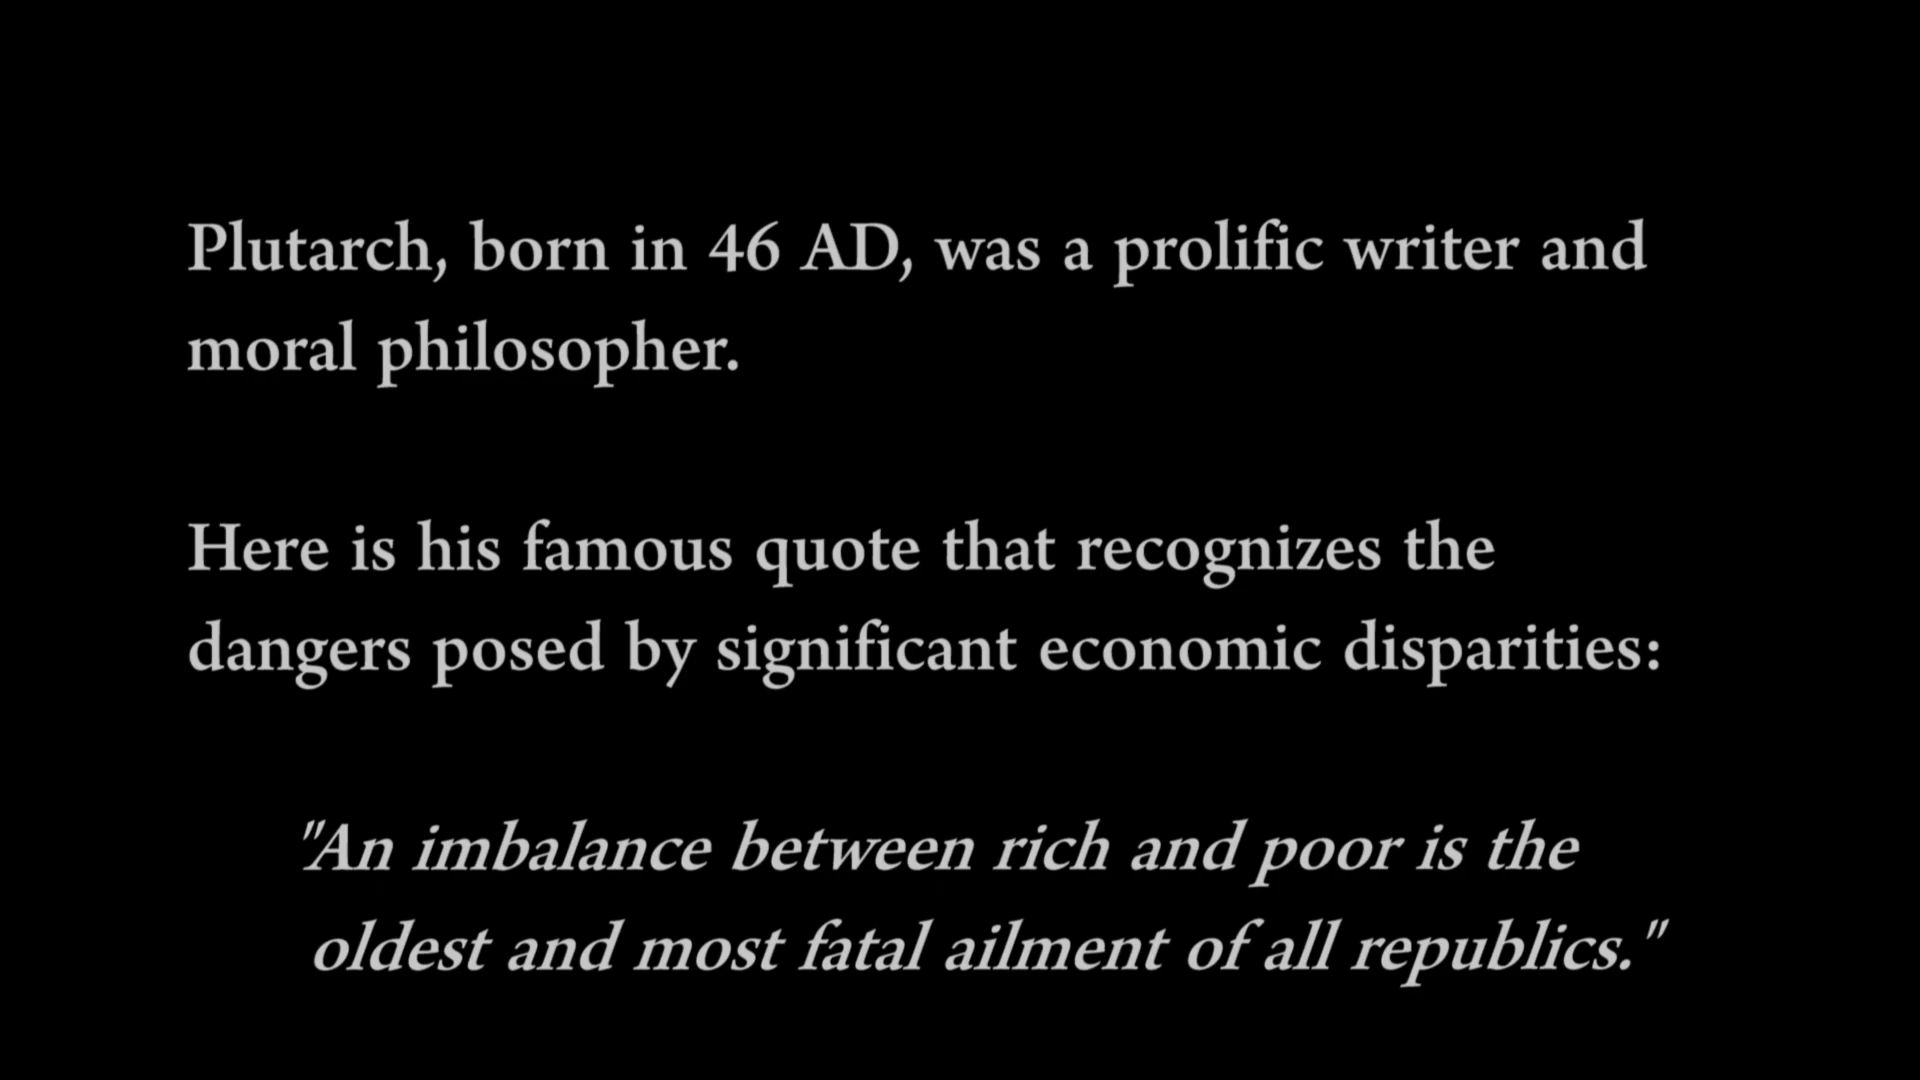 Plutarch, born in 46 AD, was a prolific writer and
moral philosopher.
Here is his famous quote that recognizes the
dangers posed by significant economic disparities:
"An imbalance between rich and poor is the
oldest and most fatal ailment of all republics."